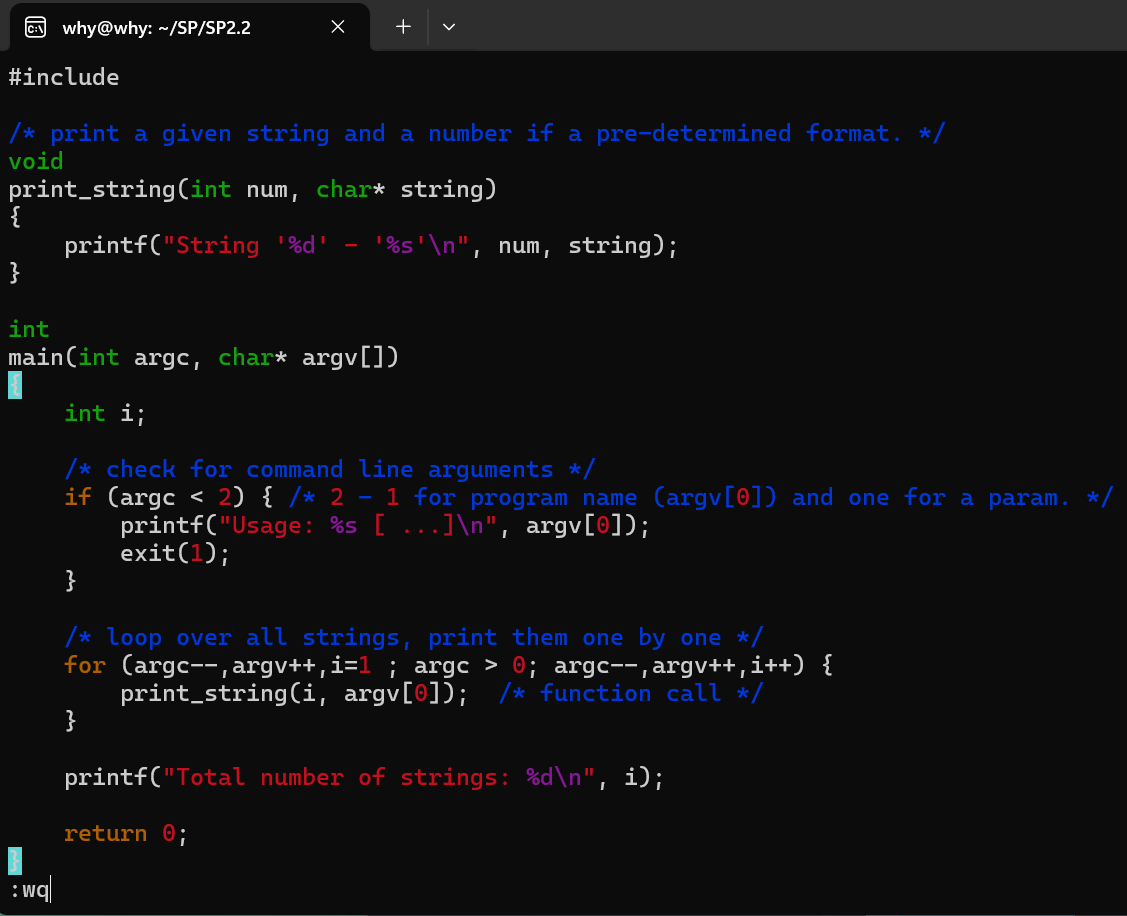 why@why: ~/SP/SP2.2
#include

/* print a given string and a number if a pre-determined format. */
void
print_string(int num, char* string)
{
    printf("String '%d' - '%s'\n", num, string);
}

int
main(int argc, char* argv[])
{
    int i;

    /* check for command line arguments */
    if (argc < 2) { /* 2 - 1 for program name (argv[0]) and one for a param. */
        printf("Usage: %s [ ...]\n", argv[0]);
        exit(1);
    }

    /* loop over all strings, print them one by one */
    for (argc--,argv++,i=1 ; argc > 0; argc--,argv++,i++) {
        print_string(i, argv[0]);  /* function call */
    }

    printf("Total number of strings: %d\n", i);

    return 0;
}
:wq